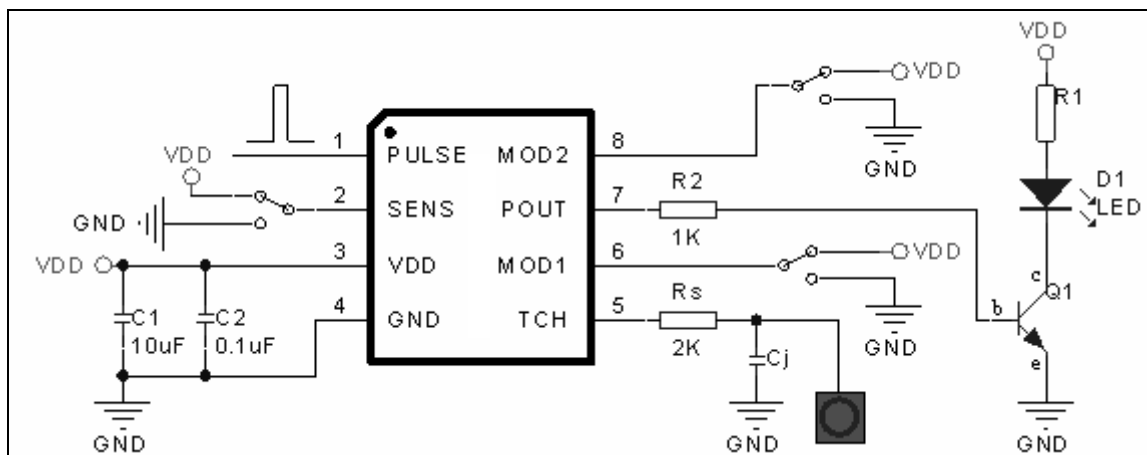 VDD
R1
D1
LED
c
Q1
b
e
GND
VDD
GND
8
1
PULSE
MOD2
VDD
2
SENS
GND
7
POUT
R2
1K
VDD
3
VDD
6
MOD1
VDD
GND
4
GND
5
TCH
Rs
2K
Cj
GND
C1
10uF
C2
0.1uF
GND